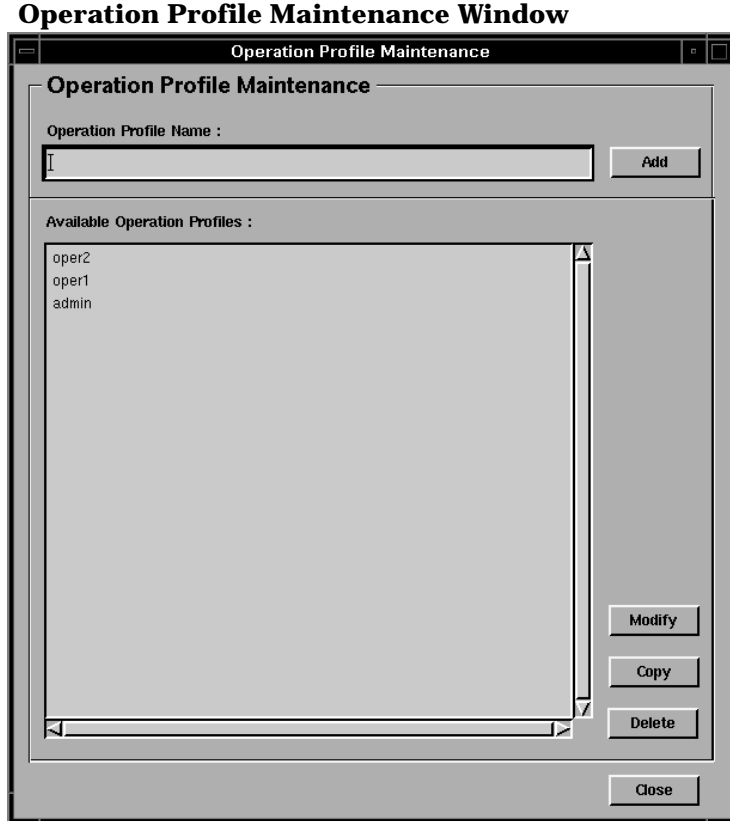 Operation Profile Maintenance Window
Operation Profile Maintenance
Operation Profile Maintenance
Operation Profile Name :
Add
Available Operation Profiles :
oper2
oper1
admin
Modify
Copy
Delete
Close